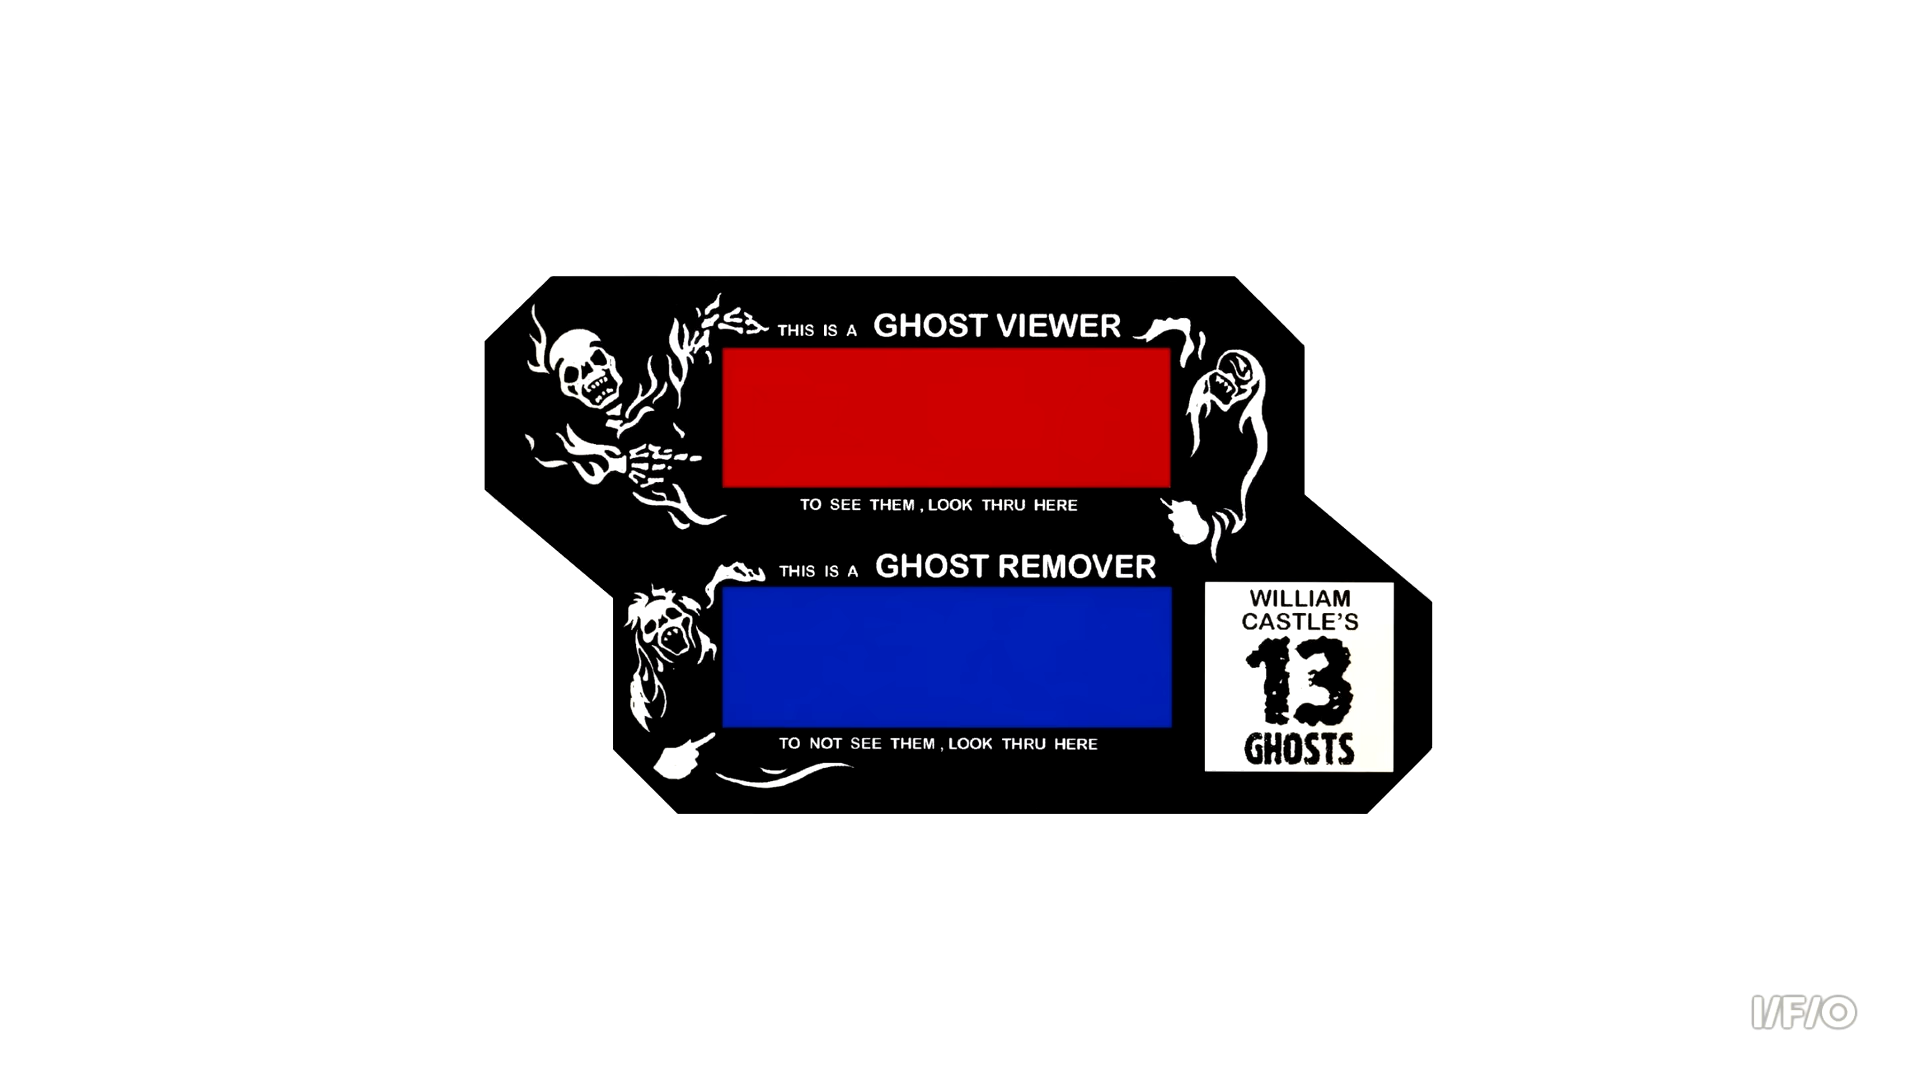 THIS IS A GHOST VIEWER
TO SEE THEM, LOOK THRU HERE
THIS IS A GHOST REMOVER
TO NOT SEE THEM, LOOK THRU HERE
WILLIAM
CASTLE'S
13
GHOSTS
I/F/O